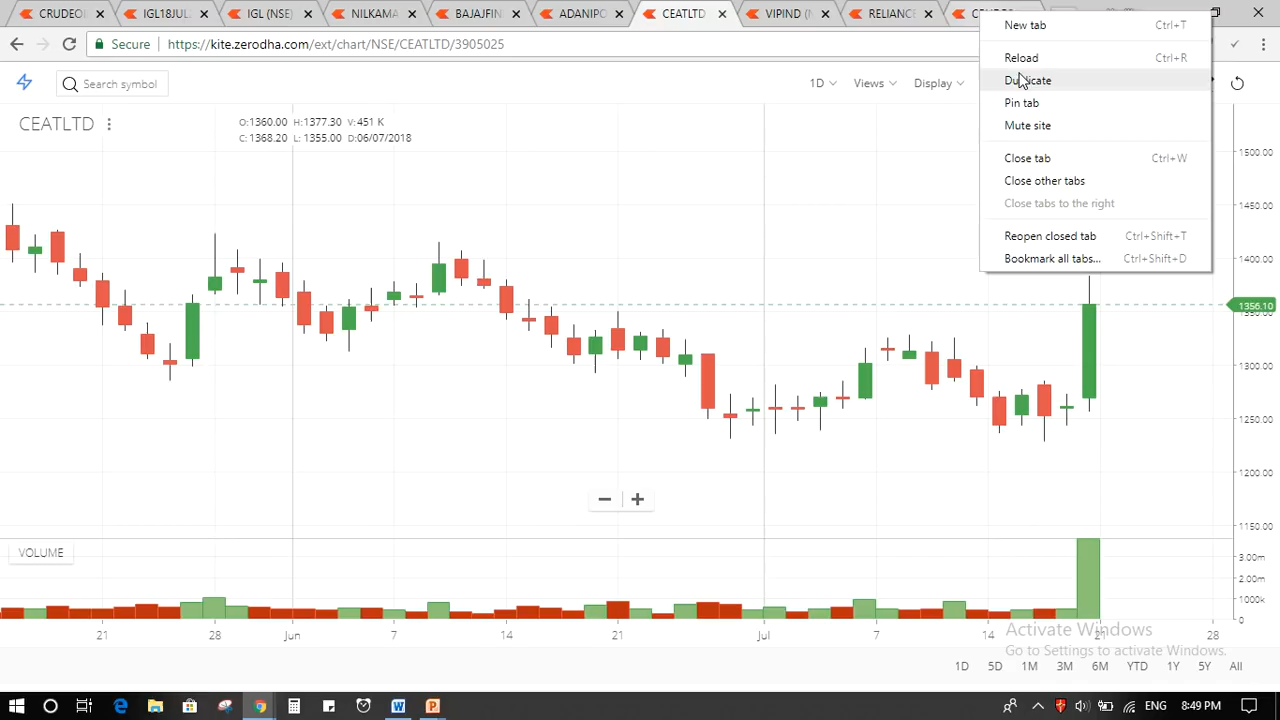 CRUDEOL
IGL18JUL
IGL (NSE)
NILKAMA
BAJAJFIN
ADANIPO
CEATLTD
VIPIND (N
RELIANCE
Secure
https://kite.zerodha.com/ext/chart/NSE/CEATLTD/3905025
Search symbol
1D
Views
Display
New tab Ctrl+T
Reload Ctrl+R
Duplicate
Pin tab
Mute site
Close tab Ctrl+W
Close other tabs
Close tabs to the right
Reopen closed tab Ctrl+Shift+T
Bookmark all tabs... Ctrl+Shift+D
CEATLTD
O:1360.00 H:1377.30 V:451 K
C:1368.20 L:1355.00 D:06/07/2018
1500.00
1450.00
1400.00
1356.10
1300.00
1250.00
1200.00
1150.00
VOLUME
3.00m
2.00m
1000k
0
21 28 Jun 7 14 21 Jul 7 14 21 28
Activate Windows
Go to Settings to activate Windows.
1D 5D 1M 3M 6M YTD 1Y 5Y All
ENG 8:49 PM